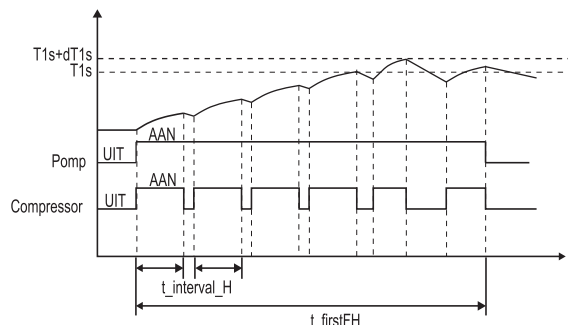 T1s+dT1s
T1s
AAN
Pomp
UIT
AAN
Compressor
UIT
t_interval_H
t_firstFH